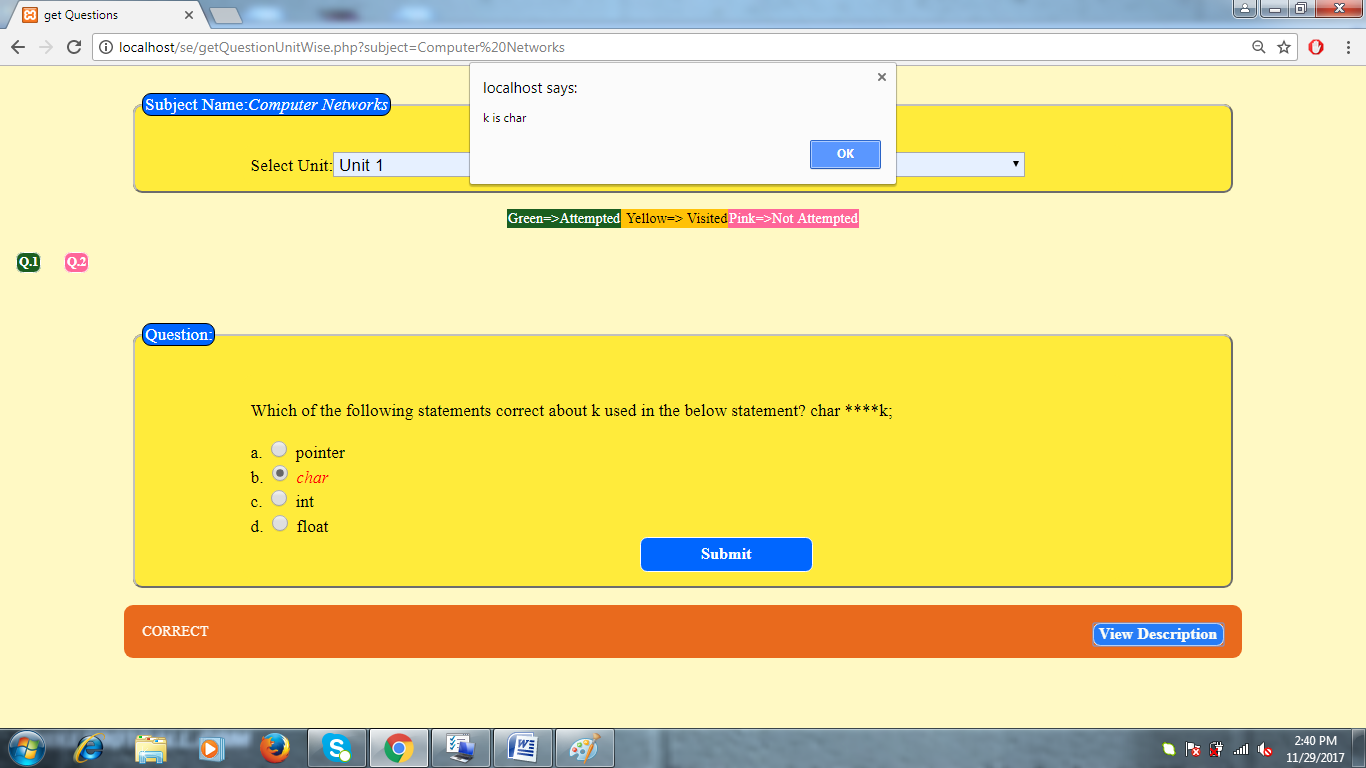 get Questions
localhost/se/getQuestionUnitWise.php?subject=Computer%20Networks
localhost says:
k is char
OK
Subject Name:Computer Networks
Select Unit: Unit 1
Green=>Attempted Yellow=> Visited Pink=>Not Attempted
Q.1 Q.2
Question:
Which of the following statements correct about k used in the below statement? char ****k;
a. pointer
b. char
c. int
d. float
Submit
CORRECT
View Description
2:40 PM
11/29/2017